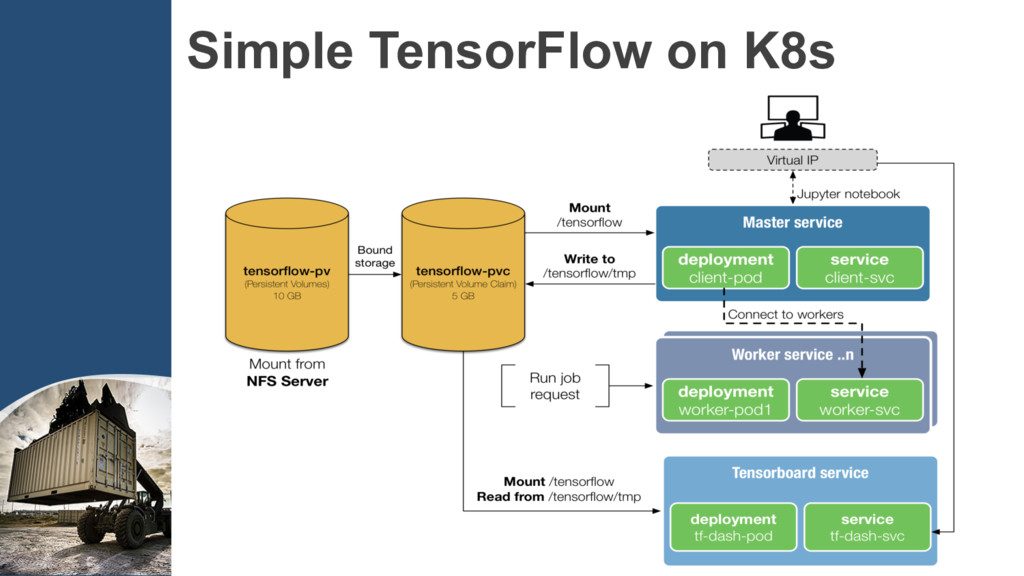 Simple TensorFlow on K8s
Virtual IP
Jupyter notebook
Master service
deployment
client-pod
service
client-svc
Mount
/tensorflow
Write to
/tensorflow/tmp
Bound
storage
tensorflow-pv
(Persistent Volumes)
10 GB
tensorflow-pvc
(Persistent Volume Claim)
5 GB
Mount from
NFS Server
Connect to workers
Worker service ..n
deployment
worker-pod1
service
worker-svc
Run job
request
Mount /tensorflow
Read from /tensorflow/tmp
Tensorboard service
deployment
tf-dash-pod
service
tf-dash-svc